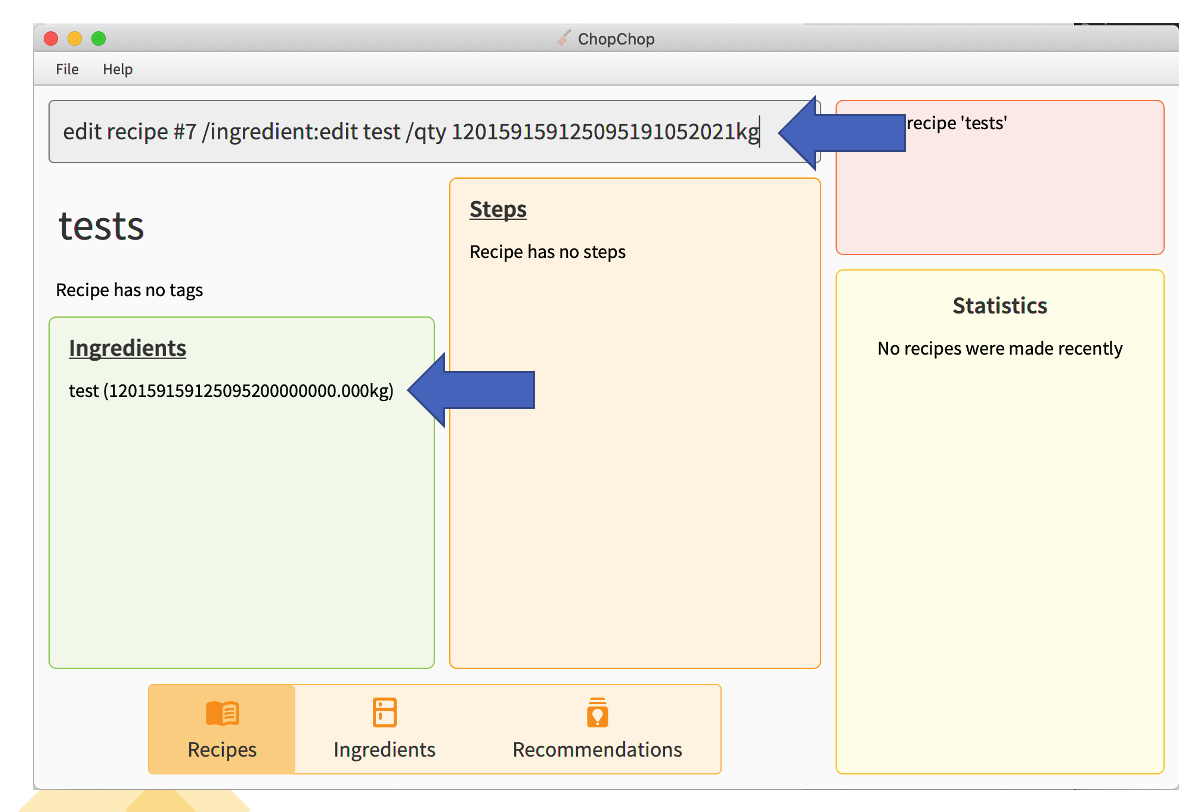 ChopChop
File Help
edit recipe #7 /ingredient:edit test /qty 120159159125095191052021kg
recipe 'tests'
tests
Recipe has no tags
Ingredients
test (120159159125095200000000.000kg)
Steps
Recipe has no steps
Statistics
No recipes were made recently
Recipes
Ingredients
Recommendations